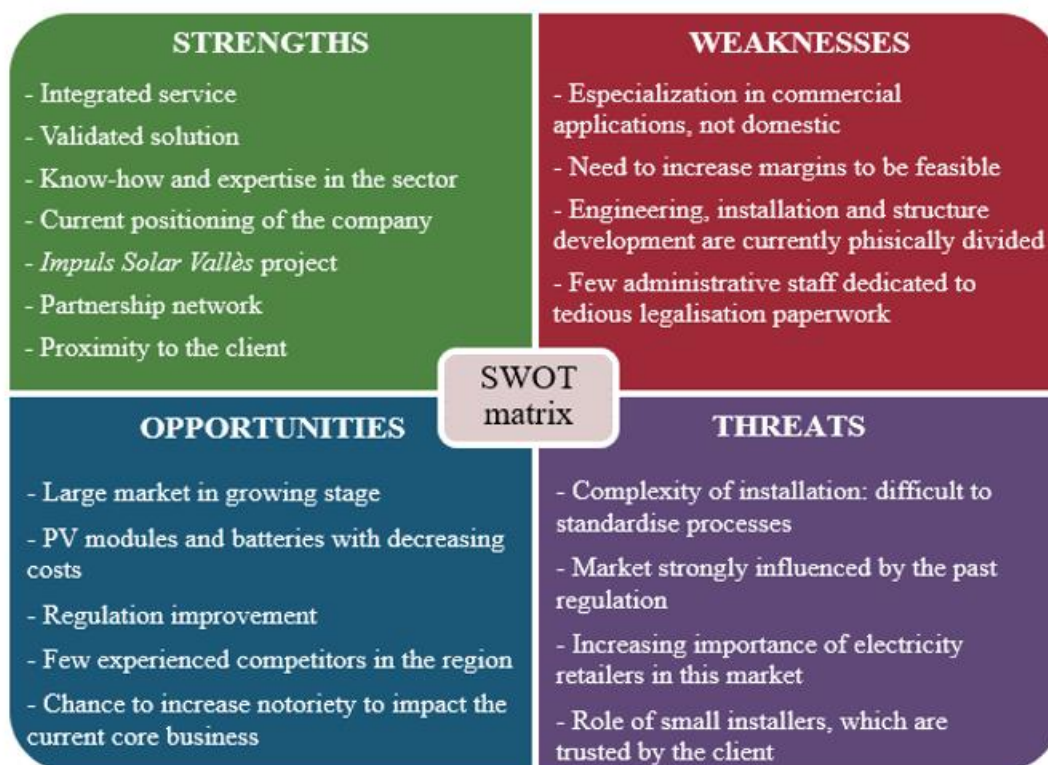 STRENGTHS
- Integrated service
- Validated solution
- Know-how and expertise in the sector
- Current positioning of the company
- Impuls Solar Vallès project
- Partnership network
- Proximity to the client
WEAKNESSES
- Especialization in commercial
applications, not domestic
- Need to increase margins to be feasible
- Engineering, installation and structure
development are currently phisically divided
- Few administrative staff dedicated to
tedious legalisation paperwork
SWOT
matrix
OPPORTUNITIES
- Large market in growing stage
- PV modules and batteries with decreasing
costs
- Regulation improvement
- Few experienced competitors in the region
- Chance to increase notoriety to impact the
current core business
THREATS
- Complexity of installation: difficult to
standardise processes
- Market strongly influenced by the past
regulation
- Increasing importance of electricity
retailers in this market
- Role of small installers, which are
trusted by the client